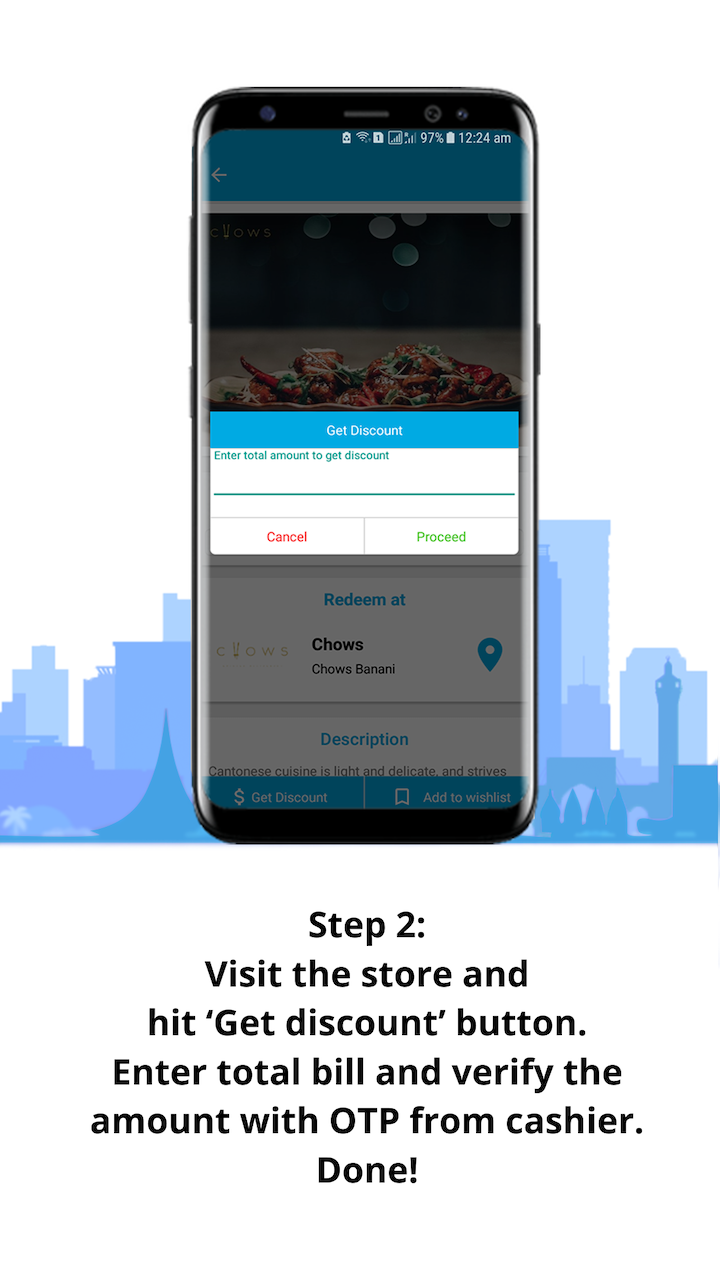 97% 12:24 am
CHOWS
Get Discount
Enter total amount to get discount
Cancel Proceed
Redeem at
CHOWS
Chows
Chows Banani
Description
Cantonese cuisine is light and delicate, and strives
$ Get Discount Add to wishlist
Step 2:
Visit the store and
hit ‘Get discount’ button.
Enter total bill and verify the
amount with OTP from cashier.
Done!